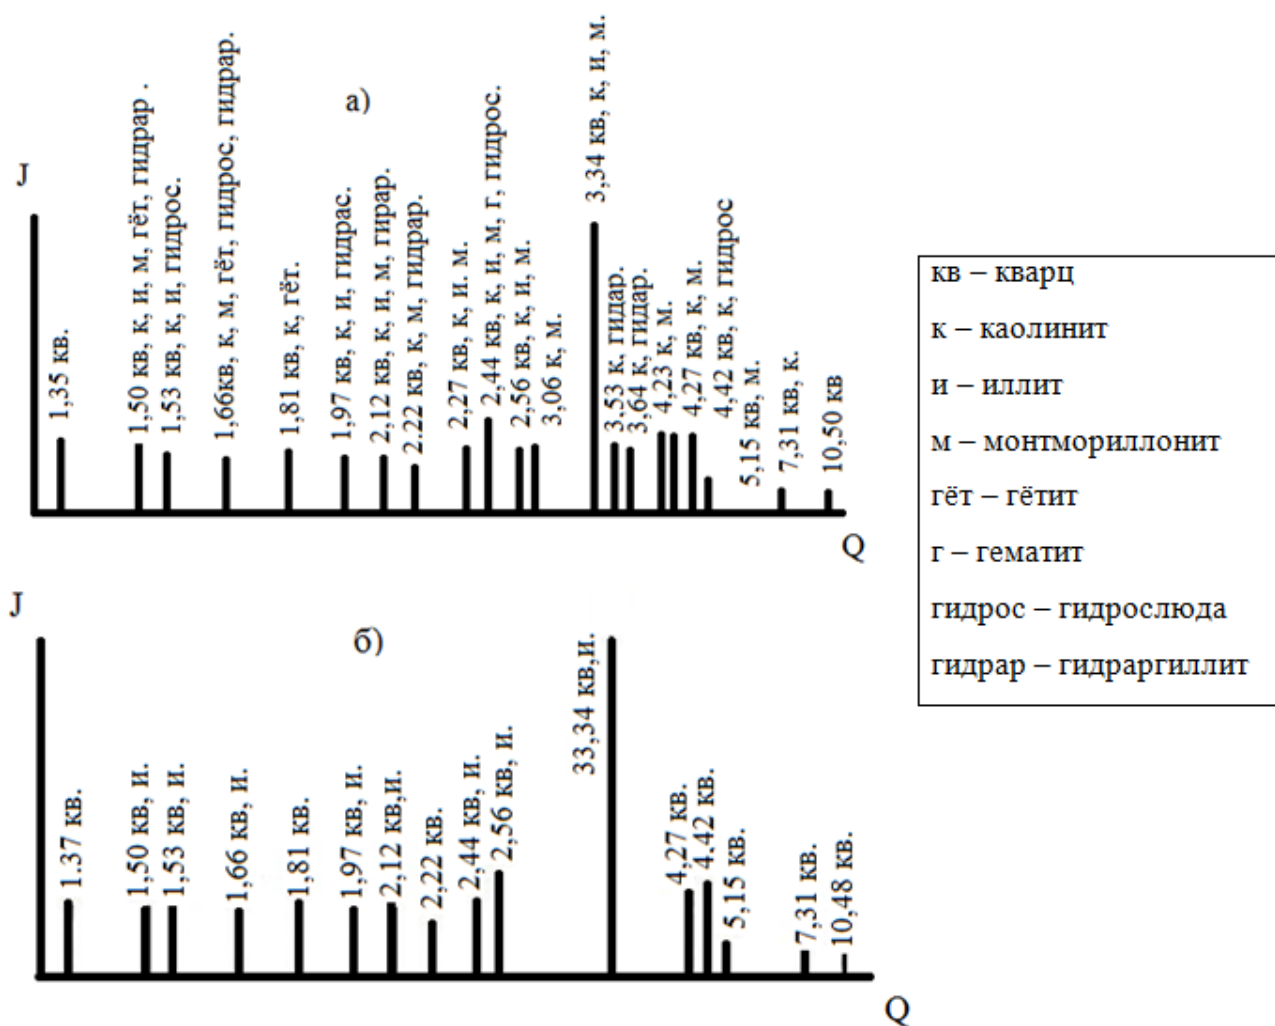 а)
J
1,35 кв.
1,50 кв, к, и, м, гёт, гидрар .
1,53 кв, к, и, гидрос.
1,66кв, к, м, гёт, гидрос, гидрар.
1,81 кв, к, гёт.
1,97 кв, к, и, гидрас.
2,12 кв, к, и, м, гирар.
2.22 кв, к, м, гидрар.
2,27 кв, к, и. м.
2,44 кв, к, и, м, г, гидрос.
2,56 кв, к, и, м.
3,06 к, м.
3,34 кв, к, и, м.
3,53 к. гидар.
3,64 к, гидар.
4,23 к, м.
4,27 кв, к, м.
4,42 кв, к, гидрос
5,15 кв, м.
7,31 кв, к.
10,50 кв
Q
кв – кварц
к – каолинит
и – иллит
м – монтмориллонит
гёт – гётит
г – гематит
гидрос – гидрослюда
гидрар – гидраргиллит
J
б)
1.37 кв.
1,50 кв, и.
1,53 кв, и.
1,66 кв, и.
1,81 кв.
1,97 кв, и.
2,12 кв,и.
2,22 кв.
2,44 кв, и.
2,56 кв, и.
33,34 кв,и.
4,27 кв.
4.42 кв.
5,15 кв.
7,31 кв.
10,48 кв.
Q